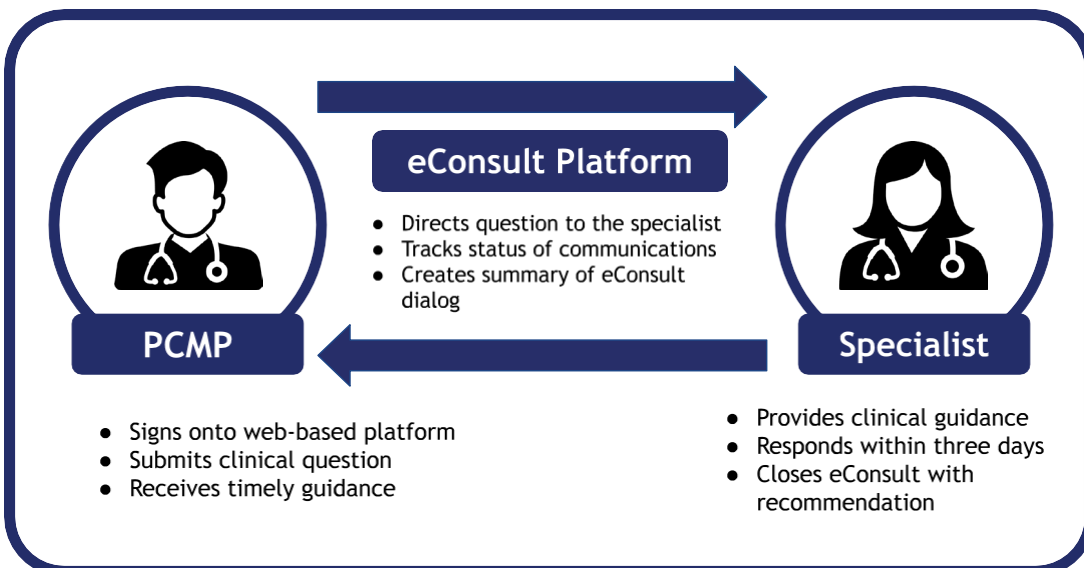 eConsult Platform
● Directs question to the specialist
● Tracks status of communications
● Creates summary of eConsult
dialog
PCMP
● Signs onto web-based platform
● Submits clinical question
● Receives timely guidance
Specialist
● Provides clinical guidance
● Responds within three days
● Closes eConsult with
recommendation